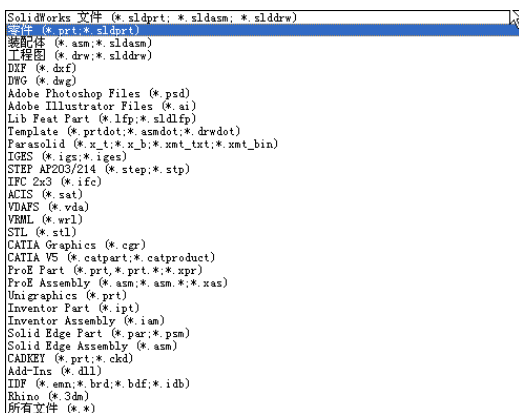 SolidWorks 文件 (*.sldprt; *.sldasm; *.slddrw)
零件 (*.prt;*.sldprt)
装配体 (*.asm;*.sldasm)
工程图 (*.drw;*.slddrw)
DXF (*.dxf)
DWG (*.dwg)
Adobe Photoshop Files (*.psd)
Adobe Illustrator Files (*.ai)
Lib Feat Part (*.lfp;*.sldlfp)
Template (*.prtdot;*.asmdot;*.drwdot)
Parasolid (*.x_t;*.x_b;*.xmt_txt;*.xmt_bin)
IGES (*.igs;*.iges)
STEP AP203/214 (*.step;*.stp)
IFC 2x3 (*.ifc)
ACIS (*.sat)
VDAFS (*.vda)
VRML (*.wrl)
STL (*.stl)
CATIA Graphics (*.cgr)
CATIA V5 (*.catpart;*.catproduct)
ProE Part (*.prt,*.prt.*;*.xpr)
ProE Assembly (*.asm;*.asm.*;*.xas)
Unigraphics (*.prt)
Inventor Part (*.ipt)
Inventor Assembly (*.iam)
Solid Edge Part (*.par;*.psm)
Solid Edge Assembly (*.asm)
CADKEY (*.prt;*.ckd)
Add-Ins (*.dll)
IDF (*.emn;*.brd;*.bdf;*.idb)
Rhino (*.3dm)
所有文件 (*.*)